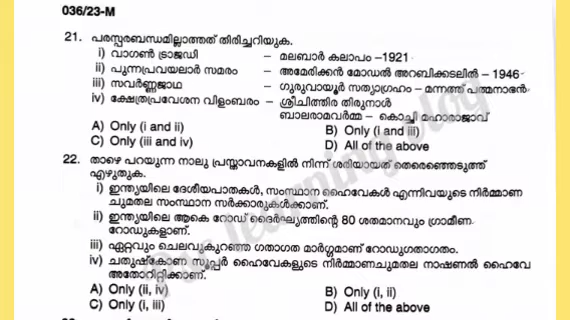 036/23-M
21. പരസ്പരബന്ധമില്ലാത്തത് തിരിച്ചറിയുക.
i) വാഗൺ ട്രാജഡി – മലബാർ കലാപം –1921
ii) പുന്നപ്രവയലാർ സമരം – അമേരിക്കൻ മോഡൽ അറബിക്കടലിൽ – 1946
iii) സവർണ്ണജാഥ – ഗുരുവായൂർ സത്യാഗ്രഹം – മന്നത്ത് പത്മനാഭൻ
iv) ക്ഷേത്രപ്രവേശന വിളംബരം – ശ്രീചിത്തിര തിരുനാൾ
ബാലരാമവർമ്മ – കൊച്ചി മഹാരാജാവ്
A) Only (i and ii) B) Only (i and iii)
C) Only (iii and iv) D) All of the above
22. താഴെ പറയുന്ന നാലു പ്രസ്താവനകളിൽ നിന്ന് ശരിയായത് തെരഞ്ഞെടുത്ത്
എഴുതുക.
i) ഇന്ത്യയിലെ ദേശീയപാതകൾ, സംസ്ഥാന ഹൈവേകൾ എന്നിവയുടെ നിർമ്മാണ
ചുമതല സംസ്ഥാന സർക്കാരുകൾക്കാണ്.
ii) ഇന്ത്യയിലെ ആകെ റോഡ് ദൈർഘ്യത്തിന്റെ 80 ശതമാനവും ഗ്രാമീണ
റോഡുകളാണ്.
iii) ഏറ്റവും ചെലവുകുറഞ്ഞ ഗതാഗത മാർഗ്ഗമാണ് റോഡുഗതാഗതം.
iv) ചതുഷ്കോണ സൂപ്പർ ഹൈവേകളുടെ നിർമ്മാണചുമതല നാഷണൽ ഹൈവേ
അതോറിറ്റിക്കാണ്.
A) Only (ii, iv) B) Only (i, ii)
C) Only (i, iii) D) All of the above